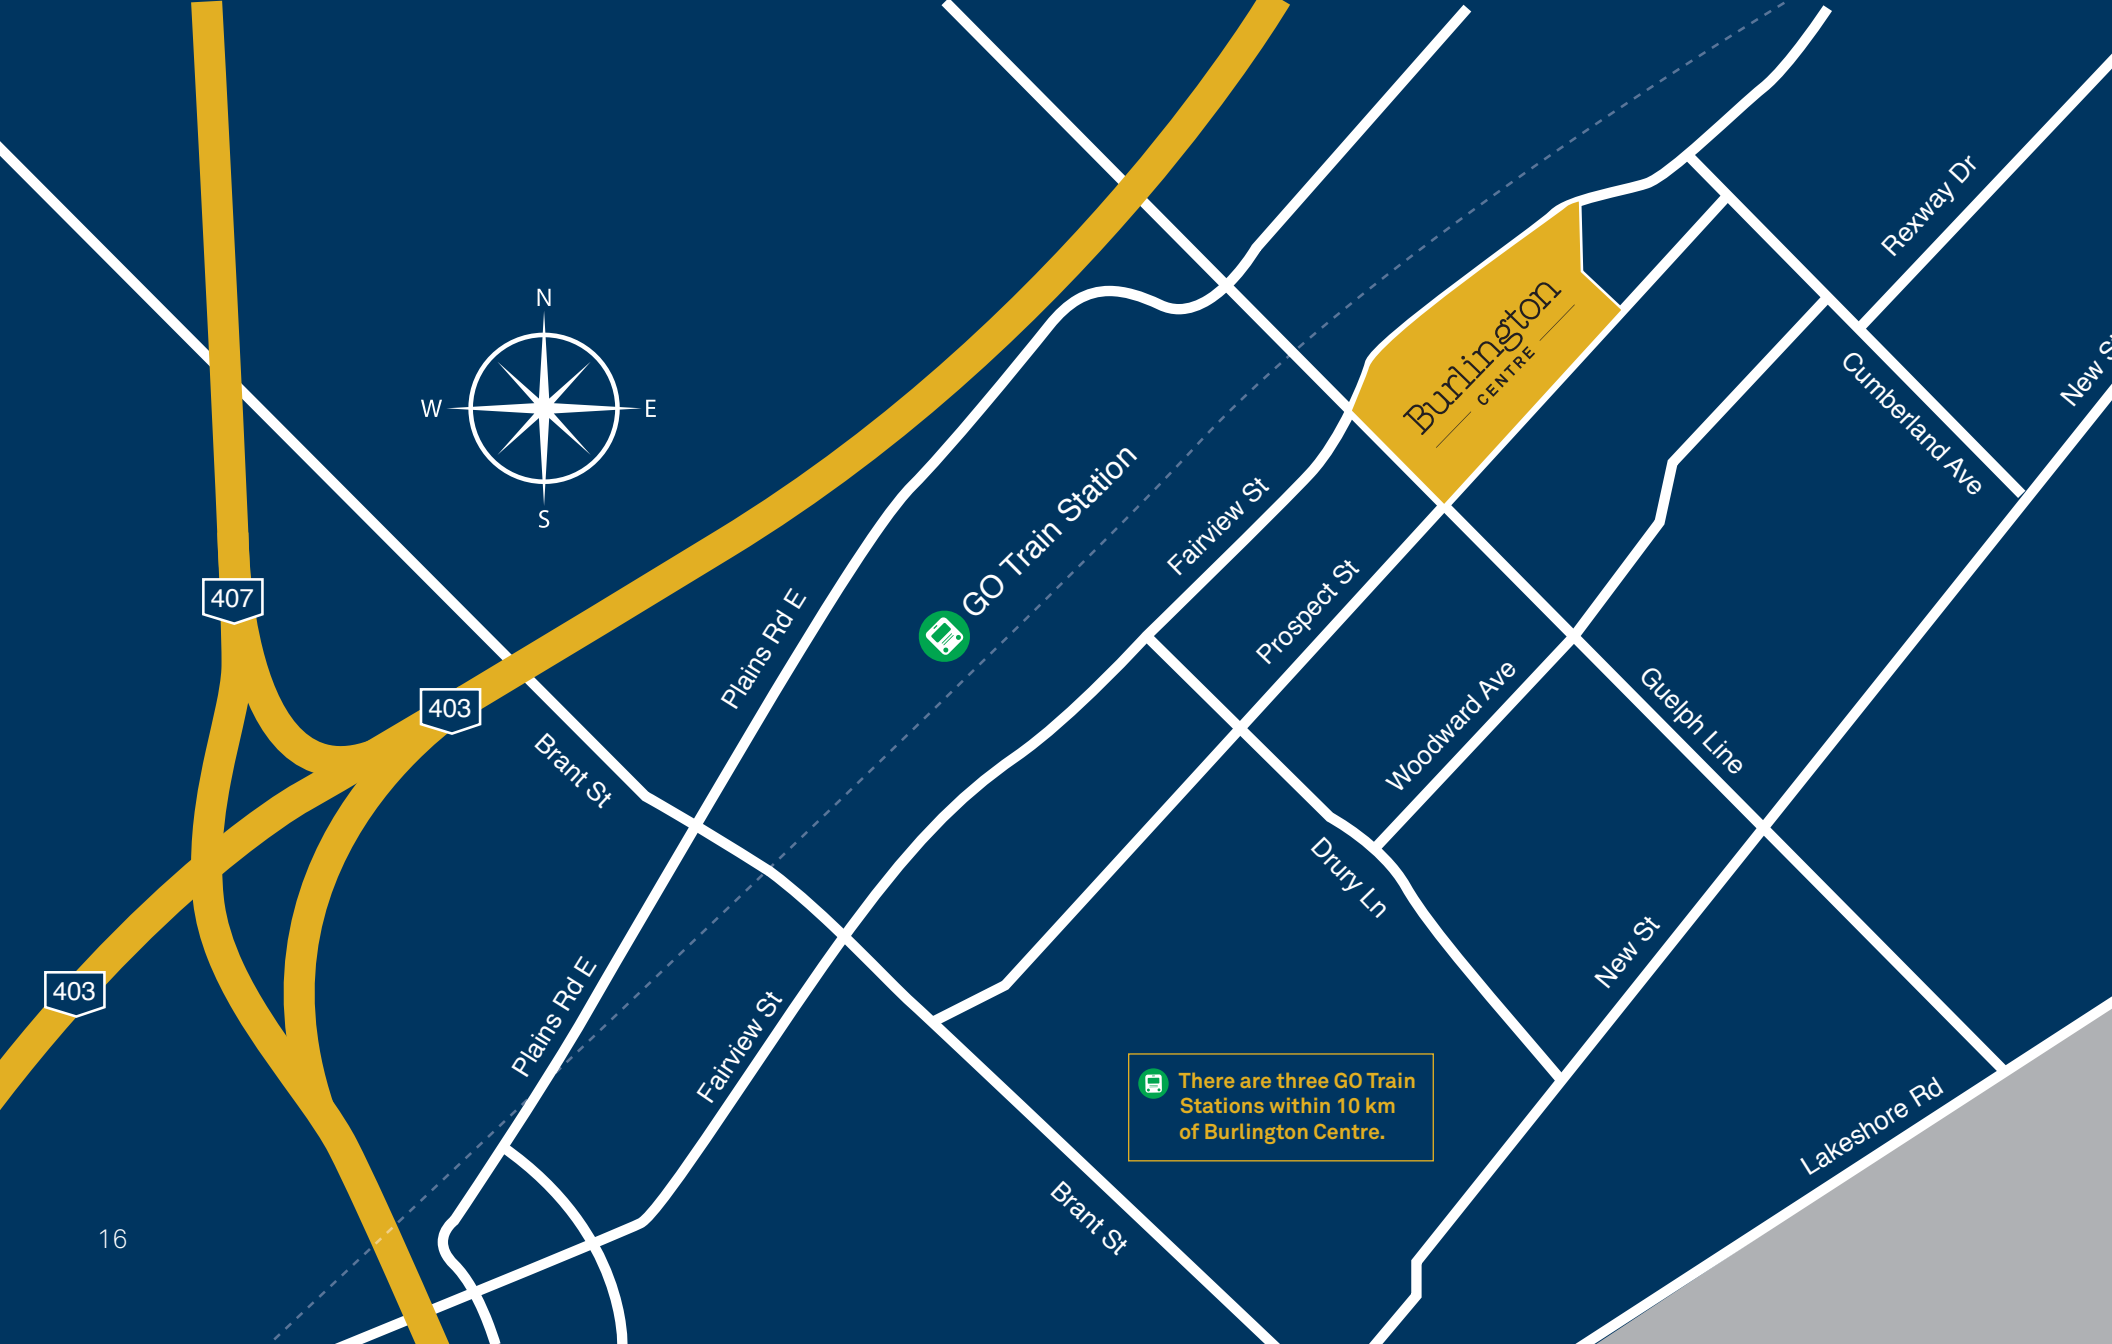 Rexway Dr
N
W
E
S
Burlington
CENTRE
New S
Cumberland Ave
GO Train Station
Fairview St
407
Plains Rd E
Prospect St
403
Woodward Ave
Guelph Line
Brant St
Drury Ln
New St
403
Plains Rd E
Fairview St
There are three GO Train
Stations within 10 km
of Burlington Centre.
Lakeshore Rd
Brant St
16